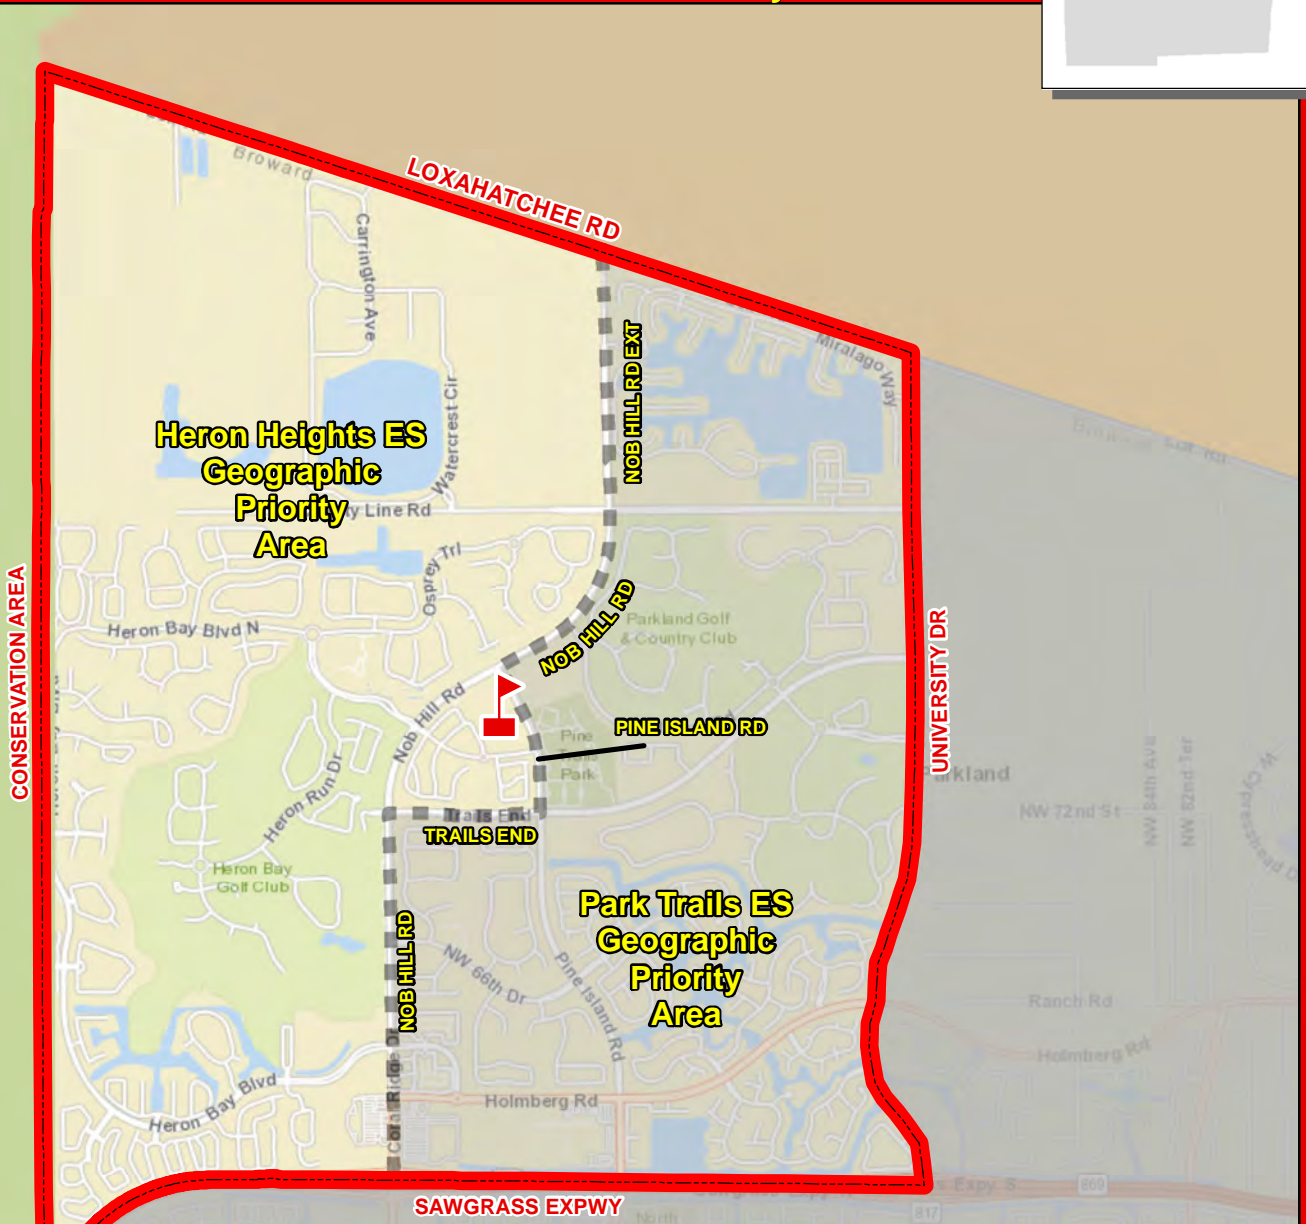 LOXAHATCHEE RD
Broward
Carrington Ave
Miralago Way
NOB HILL RD EXT
Watercrest Cir
Heron Heights ES
Geographic
Priority
Area
Line Rd
Osprey Trl
CONSERVATION AREA
Heron Bay Blvd N
NOB HILL RD
Parkland Golf
& Country Club
UNIVERSITY DR
Nob Hill Rd
PINE ISLAND RD
Pine
Trails
Park
Heron Run Dr
NW 84th Ave
NW 82nd Ter
NW 72nd St
Trails End
TRAILS END
Heron Bay
Golf Club
Park Trails ES
Geographic
Priority
Area
NOB HILL RD
NW 66th Dr
Pine Island Rd
Ranch Rd
Holmberg Rd
Coral Ridge Dr
Heron Bay Blvd
Holmberg Rd
Expy S
869
SAWGRASS EXPWY
North
817